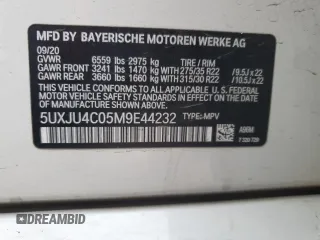 MFD BY BAYERISCHE MOTOREN WERKE AG
09/20
GVWR 6559 lbs 2975 kg TIRE / RIM
GAWR FRONT 3241 lbs 1470 kg WITH 275/35 R22 / 9.5J x 22
GAWR REAR 3660 lbs 1660 kg WITH 315/30 R22 / 10.5J x 22
THIS VEHICLE CONFORMS TO ALL APPLICABLE U.S. FEDERAL MOTOR
VEHICLE SAFETY STANDARDS IN EFFECT ON THE DATE OF
MANUFACTURE SHOWN ABOVE
5UXJU4C05M9E44232 TYPE: MPV
DREAM BID